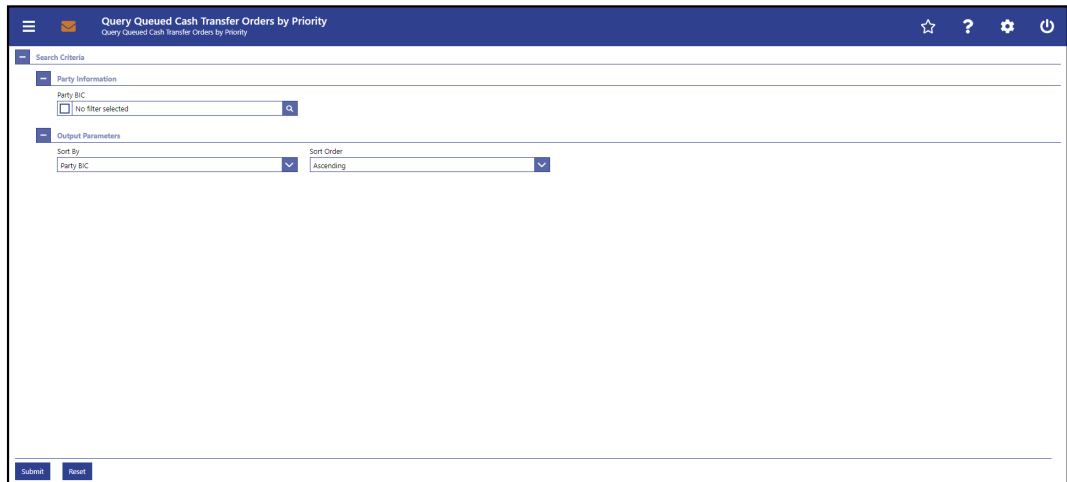 Query Queued Cash Transfer Orders by Priority
Query Queued Cash Transfer Orders by Priority
Search Criteria
Party Information
Party BIC
No filter selected
Output Parameters
Sort By Sort Order
Party BIC Ascending
Submit Reset